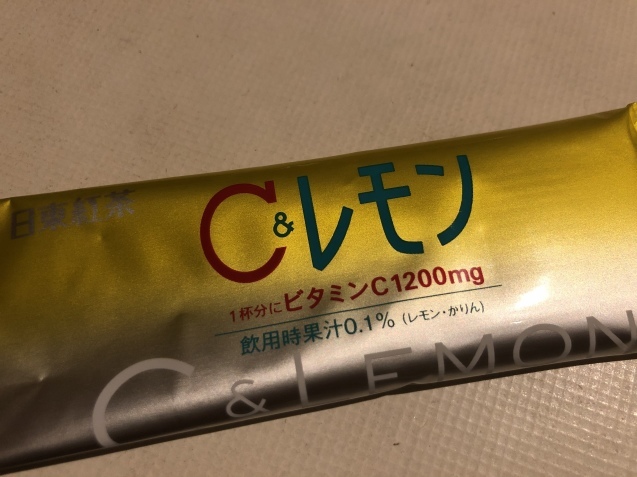 日東紅茶
C&レモン
1杯分にビタミンC1200mg
飲用時果汁0.1% (レモン・かりん)
C & LEMON